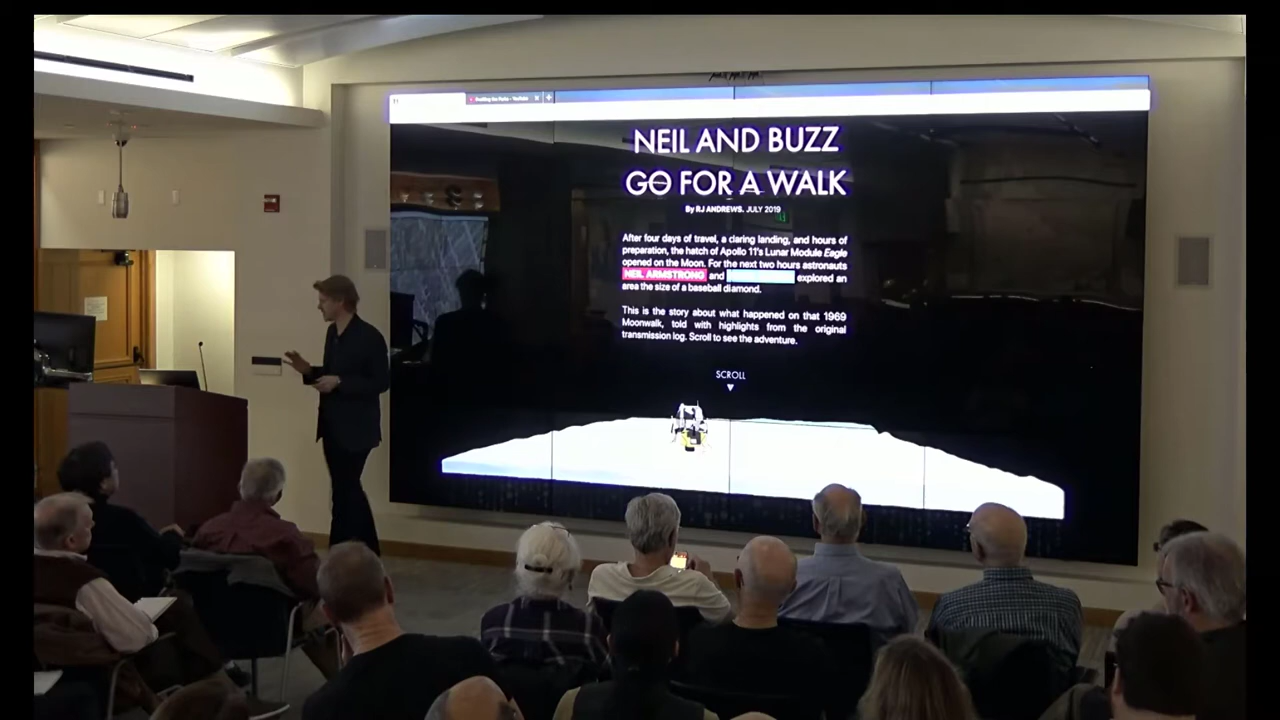 Profiling the Parks - YouTube
NEIL AND BUZZ
GO FOR A WALK
By RJ ANDREWS. JULY 2019
After four days of travel, a daring landing, and hours of
preparation, the hatch of Apollo 11's Lunar Module Eagle
opened on the Moon. For the next two hours astronauts
NEIL ARMSTRONG and explored an
area the size of a baseball diamond.
This is the story about what happened on that 1969
Moonwalk, told with highlights from the original
transmission log. Scroll to see the adventure.
SCROLL